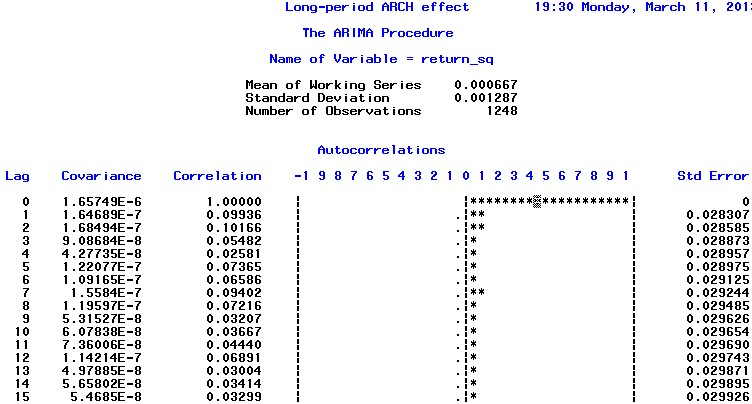 Long-period ARCH effect 19:30 Monday, March 11, 201
The ARIMA Procedure
Name of Variable = return_sq
Mean of Working Series 0.000667
Standard Deviation 0.001287
Number of Observations 1248
Autocorrelations
Lag Covariance Correlation -1 9 8 7 6 5 4 3 2 1 0 1 2 3 4 5 6 7 8 9 1 Std Error
0 1.65749E-6 1.00000 | |********************| 0
1 1.64689E-7 0.09936 | .|** | 0.028307
2 1.68494E-7 0.10166 | .|** | 0.028585
3 9.08684E-8 0.05482 | .|* | 0.028873
4 4.27735E-8 0.02581 | .|* | 0.028957
5 1.22077E-7 0.07365 | .|* | 0.028975
6 1.09165E-7 0.06586 | .|* | 0.029125
7 1.5584E-7 0.09402 | .|** | 0.029244
8 1.19597E-7 0.07216 | .|* | 0.029485
9 5.31527E-8 0.03207 | .|* | 0.029626
10 6.07838E-8 0.03667 | .|* | 0.029654
11 7.36006E-8 0.04440 | .|* | 0.029690
12 1.14214E-7 0.06891 | .|* | 0.029743
13 4.97885E-8 0.03004 | .|* | 0.029871
14 5.65802E-8 0.03414 | .|* | 0.029895
15 5.4685E-8 0.03299 | .|* | 0.029926